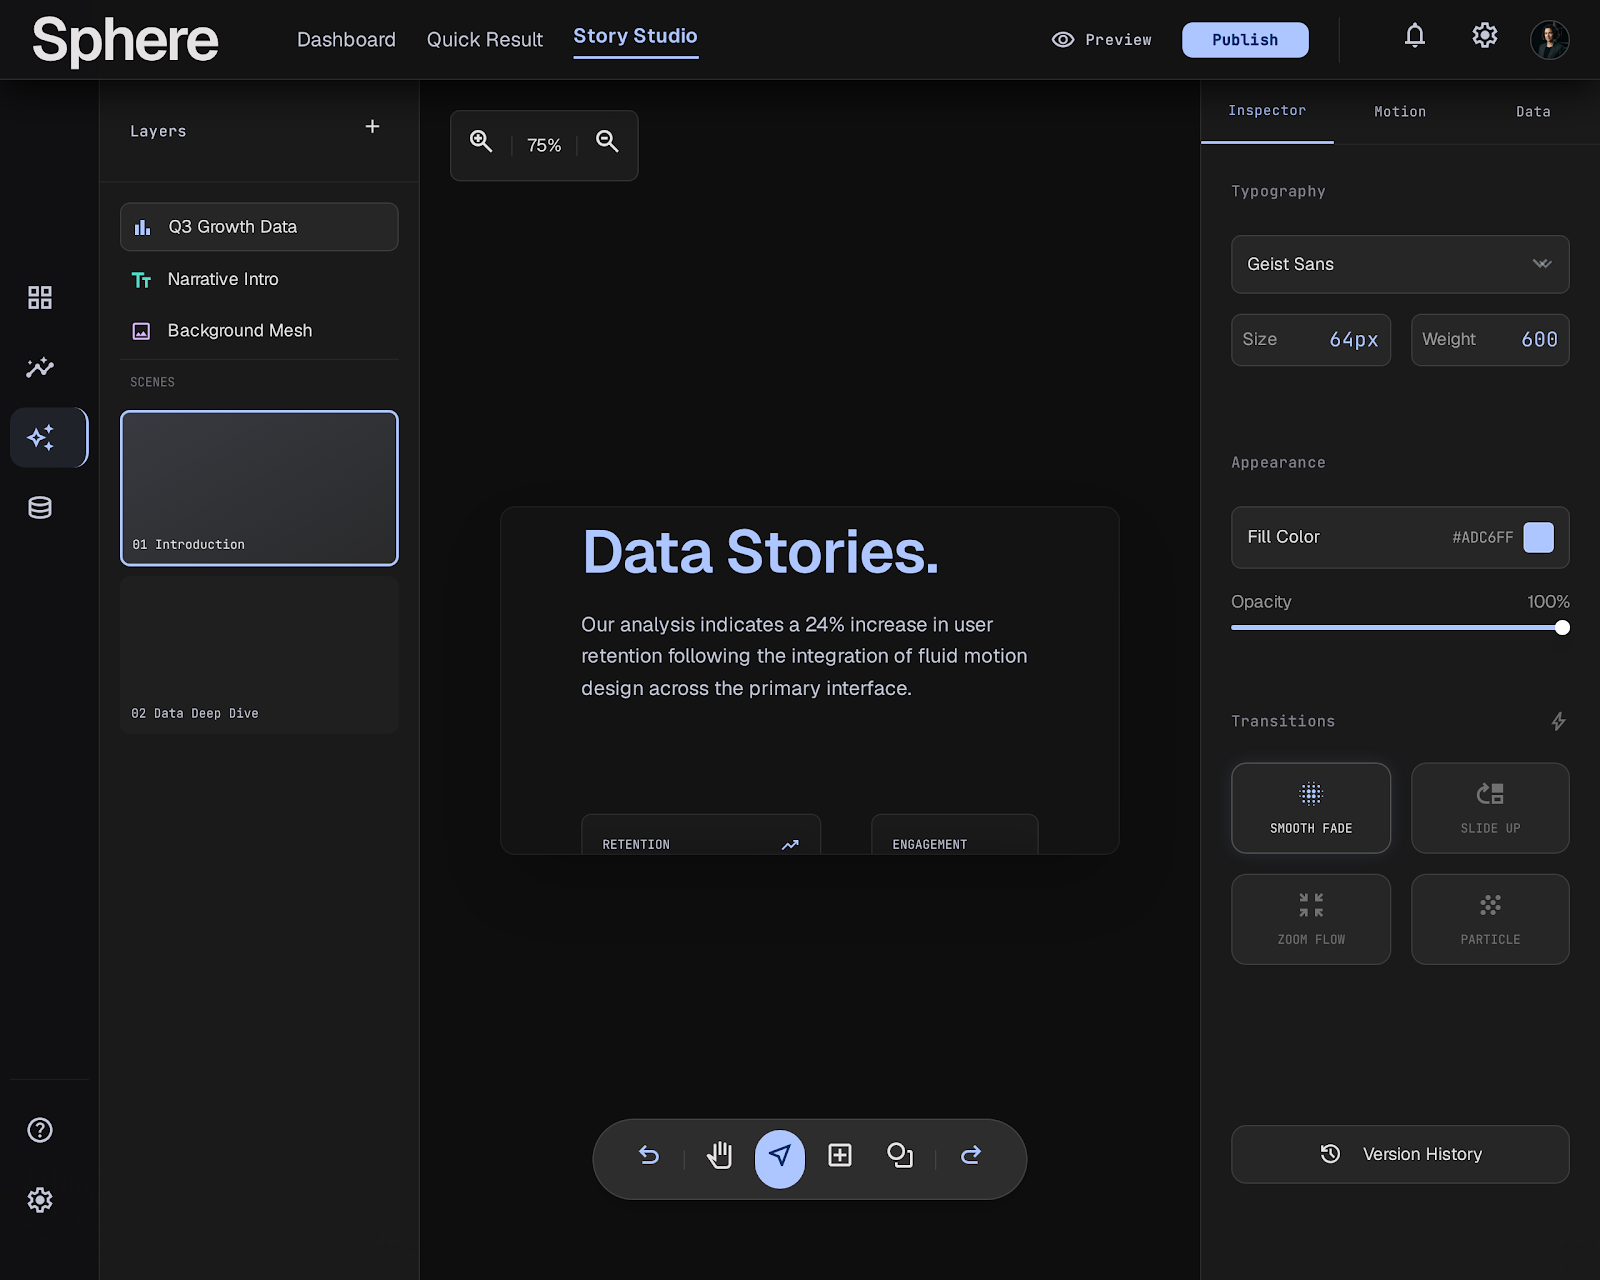 Sphere
Dashboard
Quick Result
Story Studio
Preview
Publish
Layers
Q3 Growth Data
Narrative Intro
Background Mesh
SCENES
01 Introduction
02 Data Deep Dive
75%
Data Stories.
Our analysis indicates a 24% increase in user
retention following the integration of fluid motion
design across the primary interface.
RETENTION
ENGAGEMENT
Inspector
Motion
Data
Typography
Geist Sans
Size
64px
Weight
600
Appearance
Fill Color
#ADC6FF
Opacity
100%
Transitions
SMOOTH FADE
SLIDE UP
ZOOM FLOW
PARTICLE
Version History